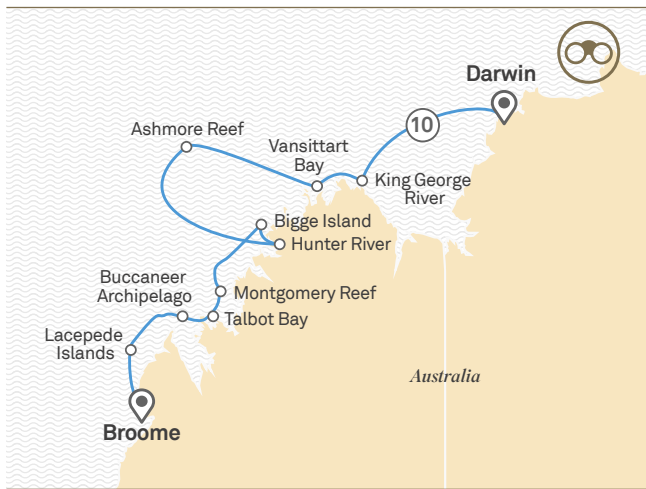 Darwin
10
Ashmore Reef
Vansittart
Bay
King George
River
Bigge Island
Hunter River
Buccaneer
Archipelago
Montgomery Reef
Talbot Bay
Lacepede
Islands
Australia
Broome